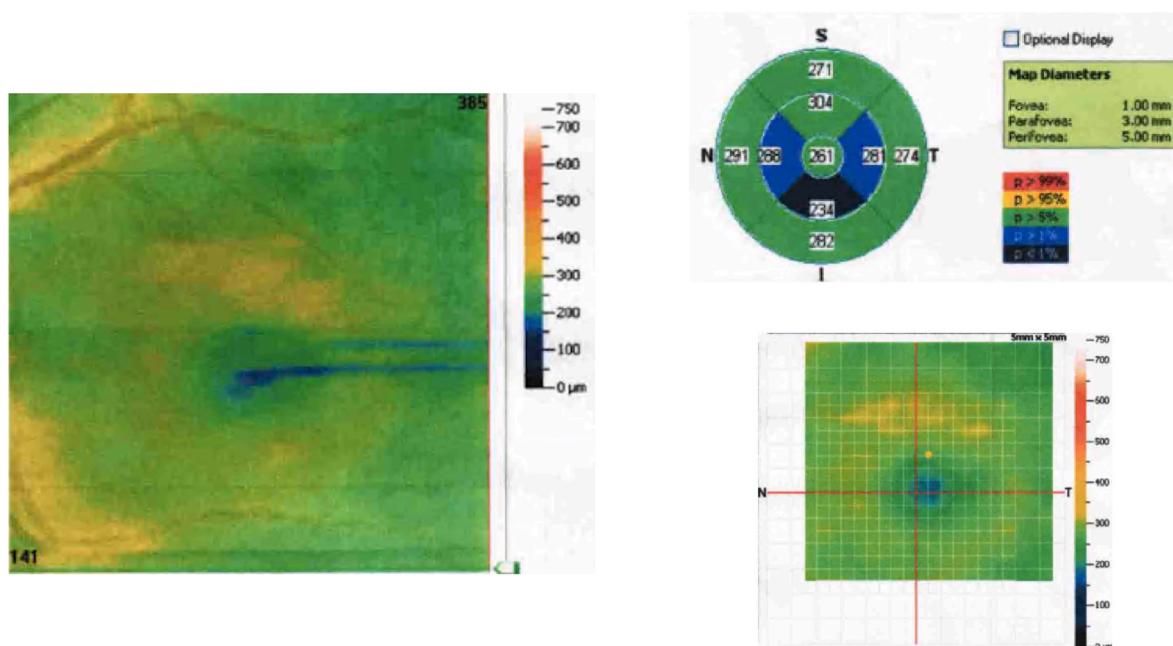 385
750
700
600
500
400
300
200
100
0 µm
141
S
271
304
N 291 288 261 281 274 T
234
282
I
Optional Display
Map Diameters
Fovea: 1.00 mm
Parafovea: 3.00 mm
Perifovea: 5.00 mm
p > 99%
p > 95%
p > 5%
p > 1%
p < 1%
5mm x 5mm
750
600
500
400
N T
300
200
100
0 µm